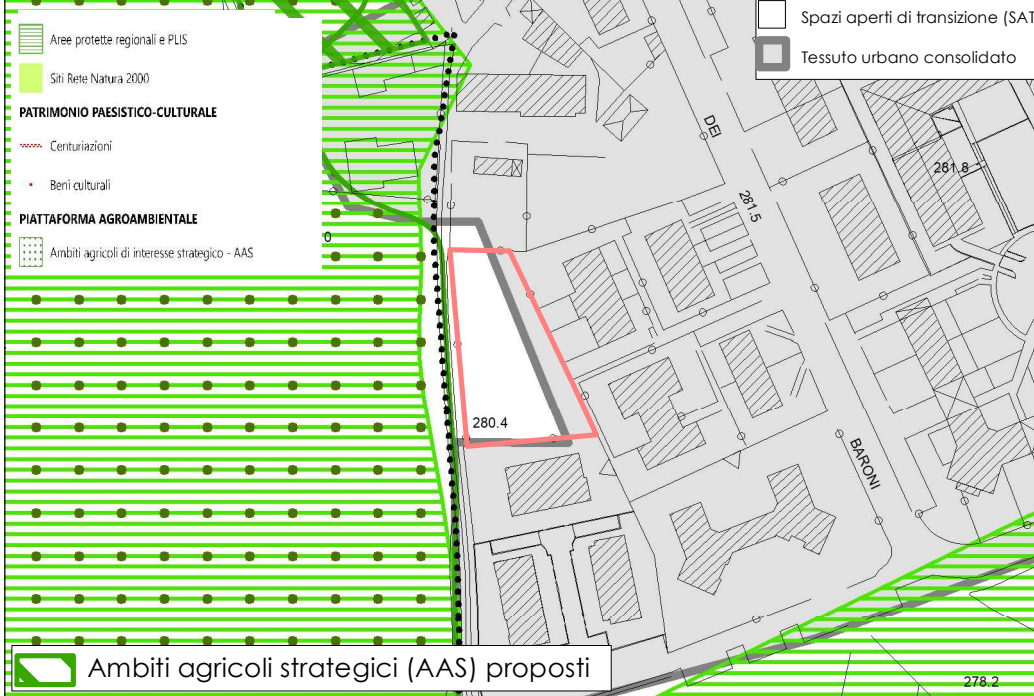 Aree protette regionali e PLIS
Siti Rete Natura 2000
PATRIMONIO PAESISTICO-CULTURALE
Centuriazioni
Beni culturali
PIATTAFORMA AGROAMBIENTALE
Ambiti agricoli di interesse strategico - AAS
Spazi aperti di transizione (SAT
Tessuto urbano consolidato
DEI
281.8
281.5
0
280.4
BARONI
Ambiti agricoli strategici (AAS) proposti
278.2